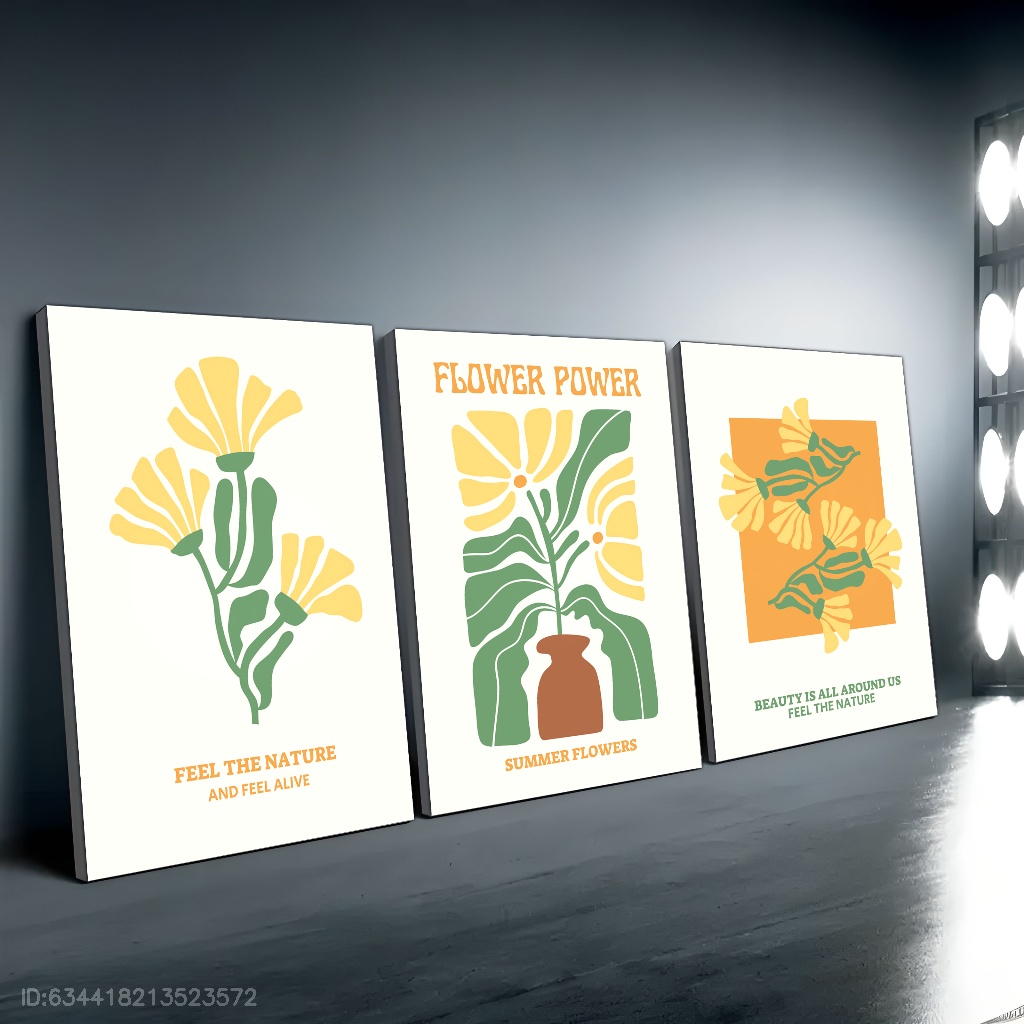 FEEL THE NATURE
AND FEEL ALIVE
FLOWER POWER
SUMMER FLOWERS
BEAUTY IS ALL AROUND US
FEEL THE NATURE
ID:634418213523572